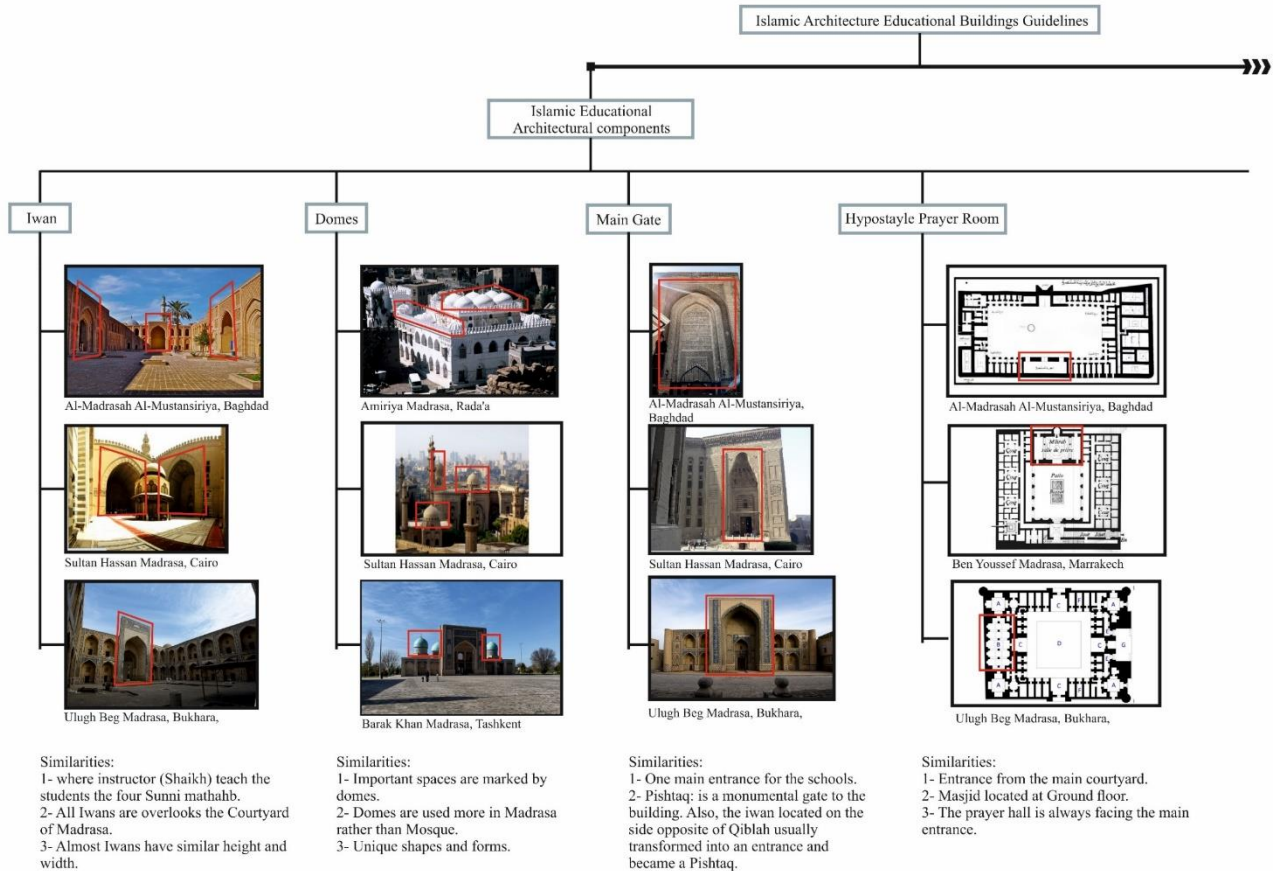 Islamic Architecture Educational Buildings Guidelines
Islamic Educational
Architectural components
Iwan
Domes
Main Gate
Hypostayle Prayer Room
Al-Madrasah Al-Mustansiriya, Baghdad
Sultan Hassan Madrasa, Cairo
Ulugh Beg Madrasa, Bukhara,
Similarities:
1- where instructor (Shaikh) teach the
students the four Sunni mathahb.
2- All Iwans are overlooks the Courtyard
of Madrasa.
3- Almost Iwans have similar height and
width.
Amiriya Madrasa, Rada'a
Sultan Hassan Madrasa, Cairo
Barak Khan Madrasa, Tashkent
Similarities:
1- Important spaces are marked by
domes.
2- Domes are used more in Madrasa
rather than Mosque.
3- Unique shapes and forms.
Al-Madrasah Al-Mustansiriya,
Baghdad
Sultan Hassan Madrasa, Cairo
Ulugh Beg Madrasa, Bukhara,
Similarities:
1- One main entrance for the schools.
2- Pishtaq: is a monumental gate to the
building. Also, the iwan located on the
side opposite of Qiblah usually
transformed into an entrance and
became a Pishtaq.
Al-Madrasah Al-Mustansiriya, Baghdad
Mihrab
salle de prière
Patio
Ben Youssef Madrasa, Marrakech
A
C
F
A
B
C
D
C
G
A
C
F
A
Ulugh Beg Madrasa, Bukhara,
Similarities:
1- Entrance from the main courtyard.
2- Masjid located at Ground floor.
3- The prayer hall is always facing the main
entrance.